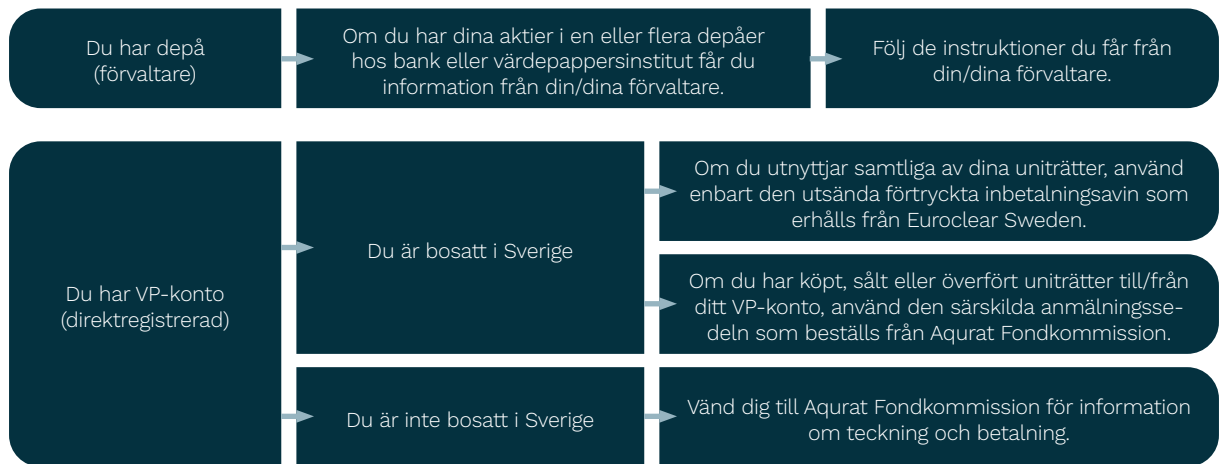 Du har depå
(förvaltare)
Om du har dina aktier i en eller flera depåer
hos bank eller värdepappersinstitut får du
information från din/dina förvaltare.
Följ de instruktioner du får från
din/dina förvaltare.
Du har VP-konto
(direktregistrerad)
Du är bosatt i Sverige
Om du utnyttjar samtliga av dina uniträtter, använd
enbart den utsända förtryckta inbetalningsavin som
erhålls från Euroclear Sweden.
Om du har köpt, sålt eller överfört uniträtter till/från
ditt VP-konto, använd den särskilda anmälningsse-
deln som beställs från Aqurat Fondkommission.
Du är inte bosatt i Sverige
Vänd dig till Aqurat Fondkommission för information
om teckning och betalning.